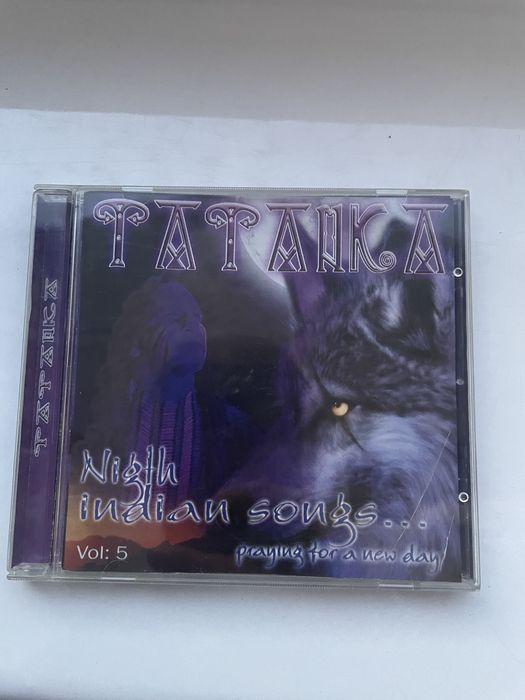 TATANKA
TATANKA
Nigth
indian songs...
praying for a new day
Vol: 5